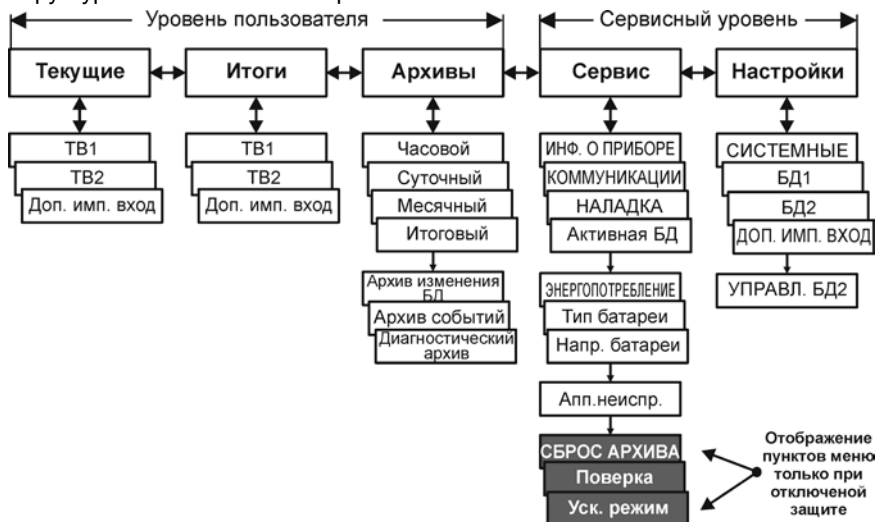 Уровень пользователя
Сервисный уровень
Текущие
Итоги
Архивы
Сервис
Настройки
ТВ1
ТВ2
Доп. имп. вход
ТВ1
ТВ2
Доп. имп. вход
Часовой
Суточный
Месячный
Итоговый
Архив изменения
БД
Архив событий
Диагностический
архив
ИНФ. О ПРИБОРЕ
КОММУНИКАЦИИ
НАЛАДКА
Активная БД
ЭНЕРГОПОТРЕБЛЕНИЕ
Тип батареи
Напр. батареи
Апп.неиспр.
СБРОС АРХИВА
Поверка
Уск. режим
СИСТЕМНЫЕ
БД1
БД2
ДОП. ИМП. ВХОД
УПРАВЛ. БД2
Отображение
пунктов меню
только при
отключеной
защите